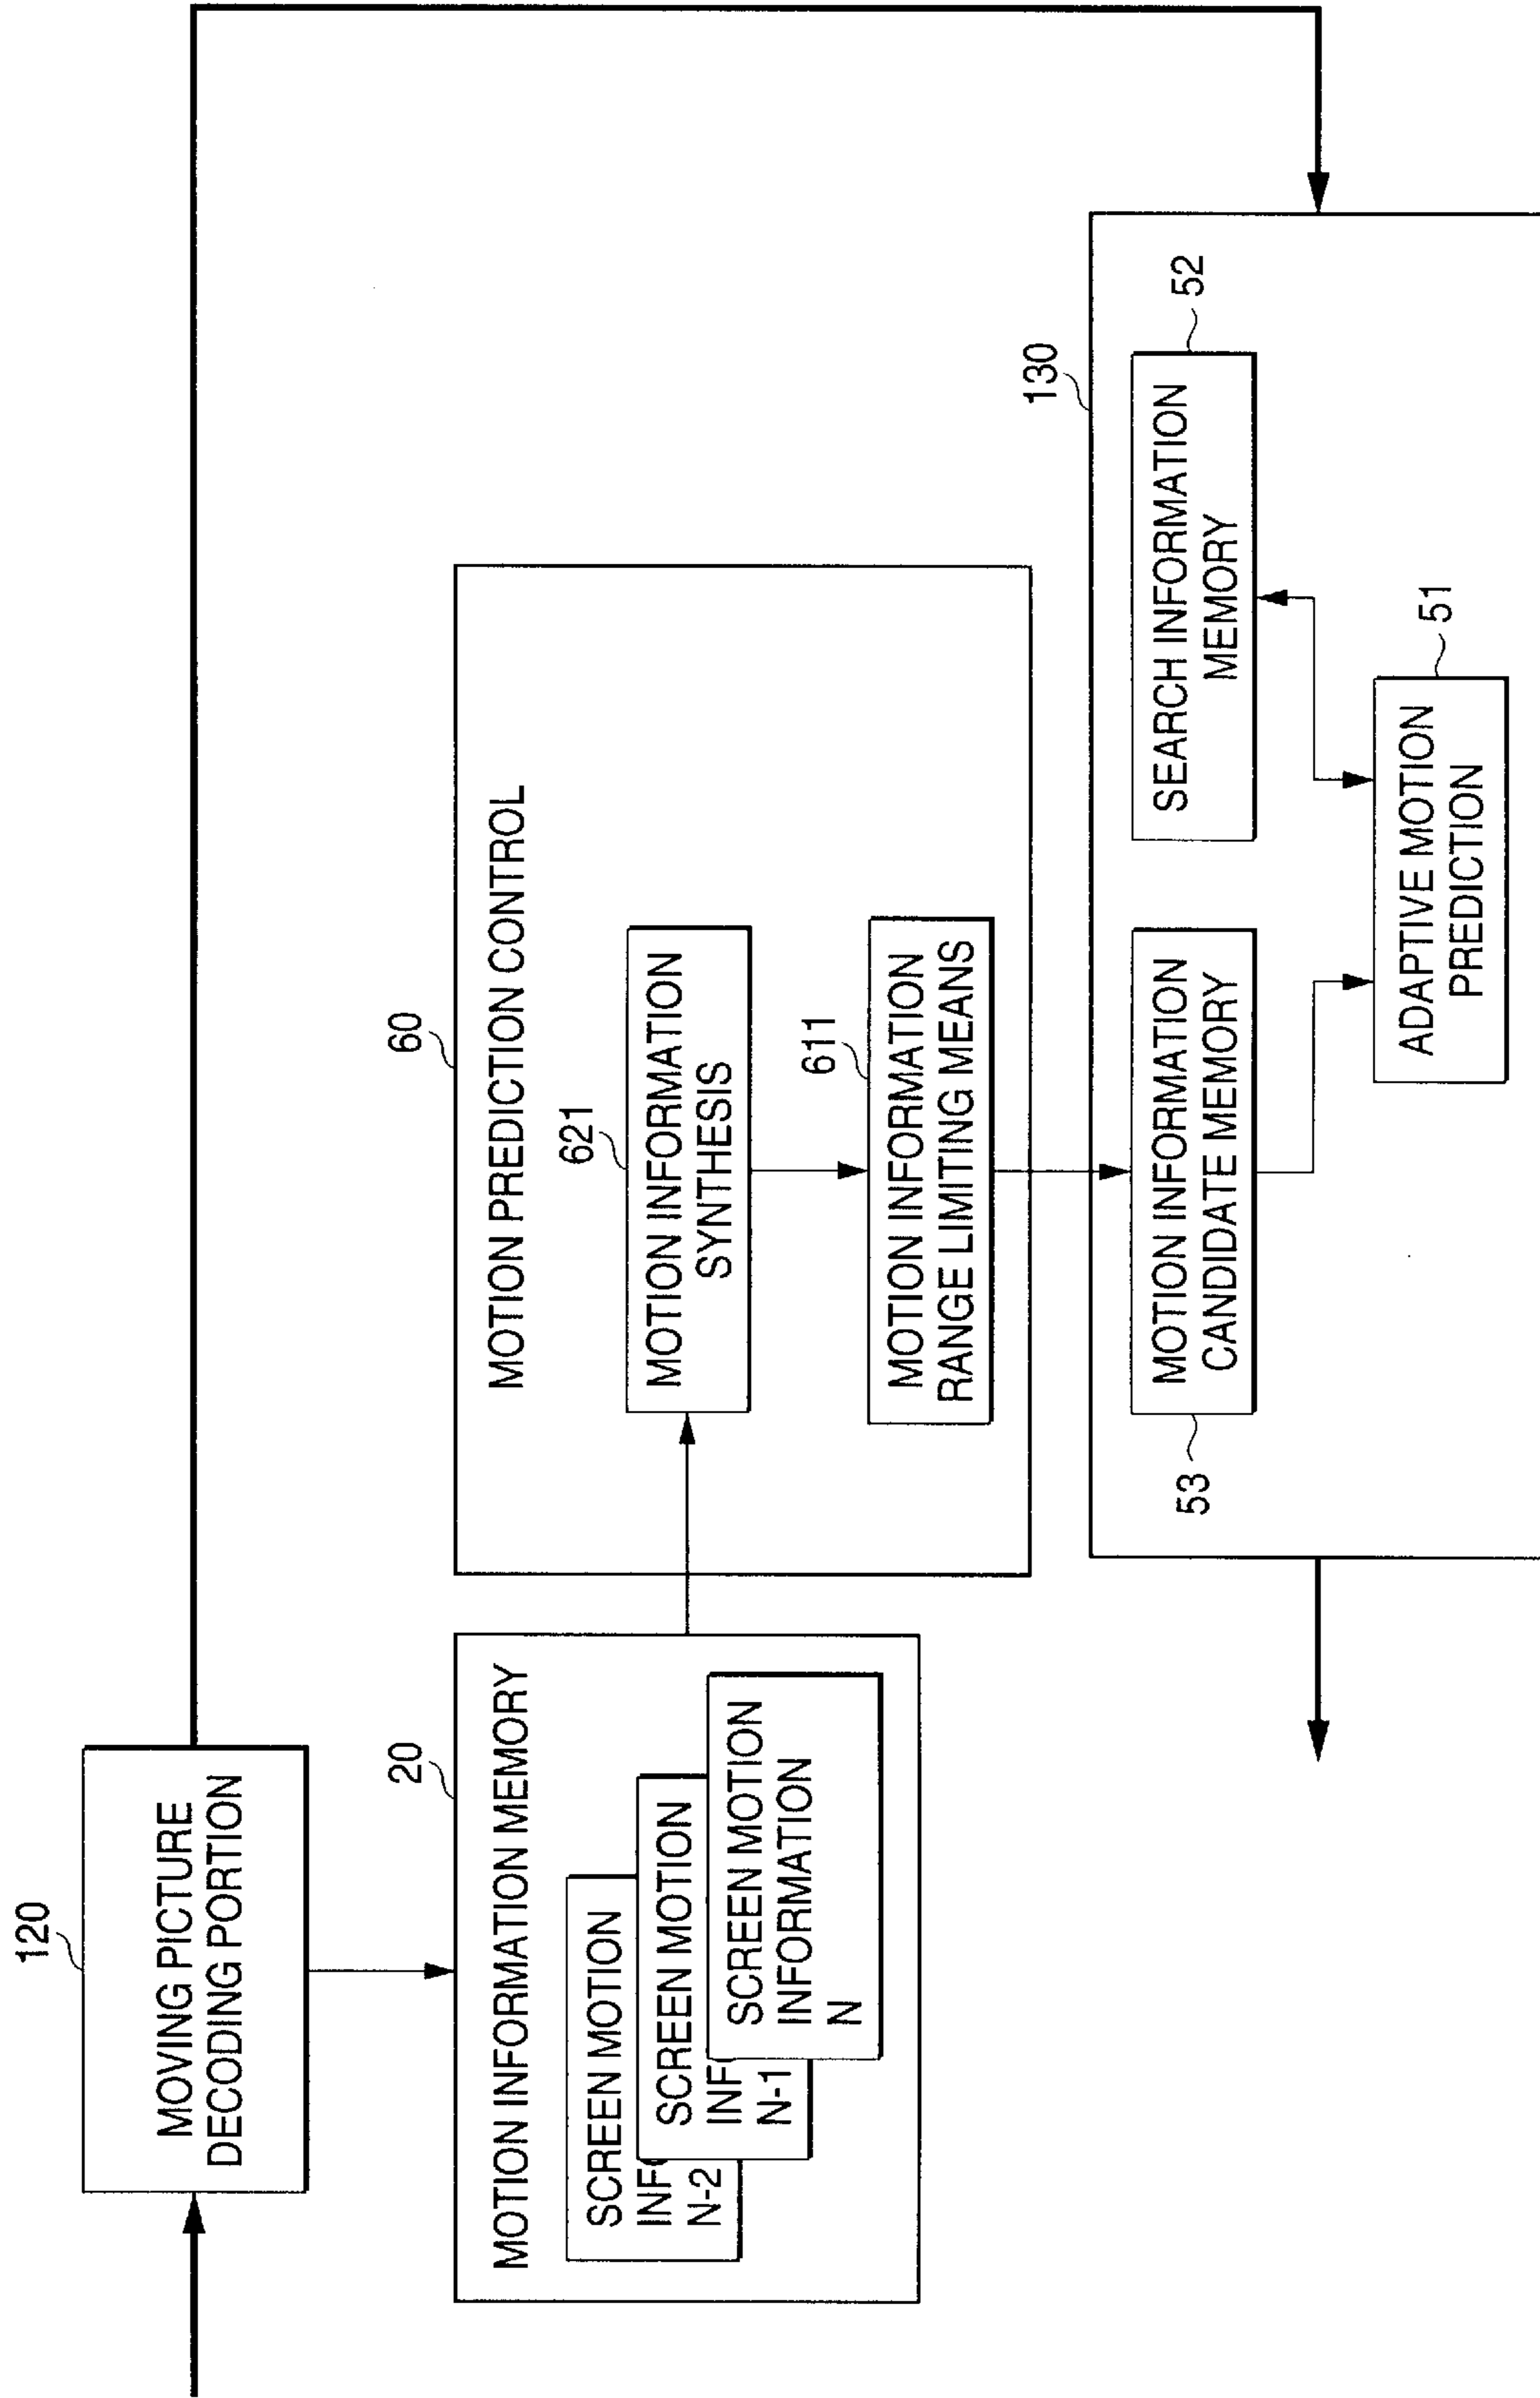 120
MOVING PICTURE
DECODING PORTION
20
MOTION INFORMATION MEMORY
SCREEN MOTION
INF
N-2
SCREEN MOTION
INF
N-1
SCREEN MOTION
INFORMATION
N
60
MOTION PREDICTION CONTROL
621
MOTION INFORMATION
SYNTHESIS
611
MOTION INFORMATION
RANGE LIMITING MEANS
130
53
MOTION INFORMATION
CANDIDATE MEMORY
52
SEARCH INFORMATION
MEMORY
51
ADAPTIVE MOTION
PREDICTION